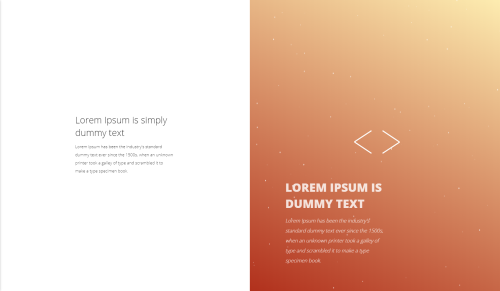 Lorem Ipsum is simply
dummy text
Lorem Ipsum has been the industry's standard
dummy text ever since the 1500s, when an unknown
printer took a galley of type and scrambled it to
make a type specimen book.
LOREM IPSUM IS
DUMMY TEXT
Lorem Ipsum has been the industry's
standard dummy text ever since the 1500s,
when an unknown printer took a galley of
type and scrambled it to make a type
specimen book.